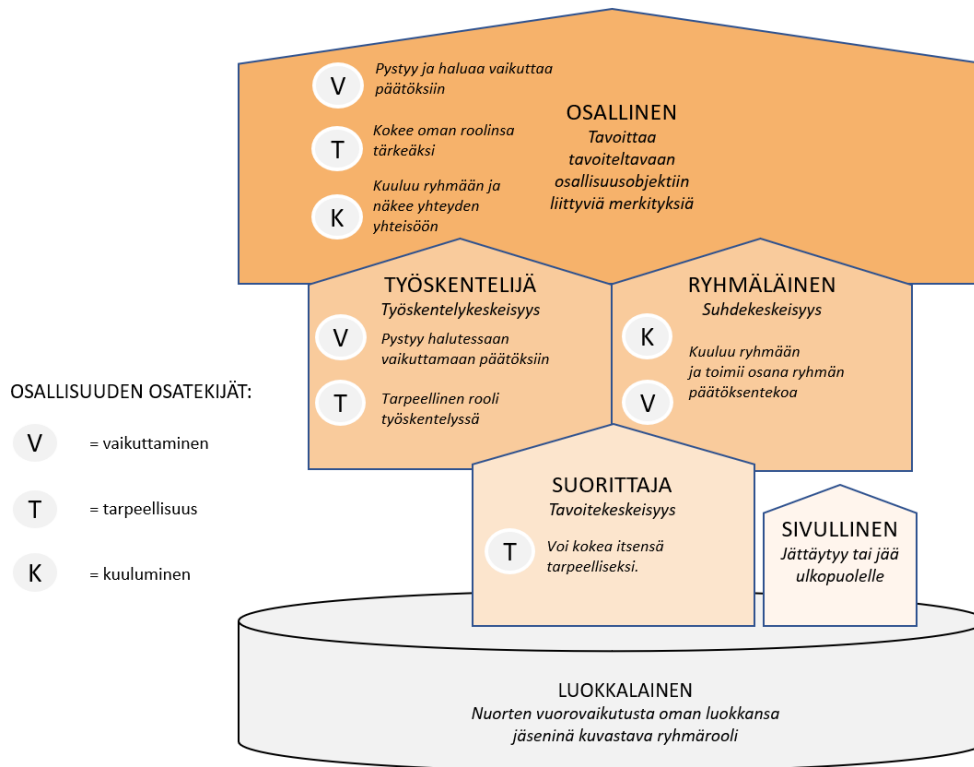 V
Pystyy ja haluaa vaikuttaa
päätöksiin
T
Kokee oman roolinsa
tärkeäksi
K
Kuuluu ryhmään ja
näkee yhteyden
yhteisöön
OSALLINEN
Tavoittaa
tavoiteltavaan
osallisuusobjektiin
liittyviä merkityksiä
TYÖSKENTELIJÄ
Työskentelykeskeisyys
V
Pystyy halutessaan
vaikuttamaan päätöksiin
T
Tarpeellinen rooli
työskentelyssä
RYHMÄLÄINEN
Suhdekeskeisyys
K
Kuuluu ryhmään
ja toimii osana ryhmän
päätöksentekoa
V
OSALLISUUDEN OSATEKIJÄT:
V = vaikuttaminen
T = tarpeellisuus
K = kuuluminen
SUORITTAJA
Tavoitekeskeisyys
T
Voi kokea itsensä
tarpeelliseksi.
SIVULLINEN
Jättäytyy tai jää
ulkopuolelle
LUOKKALAINEN
Nuorten vuorovaikutusta oman luokkansa
jäseninä kuvastava ryhmärooli